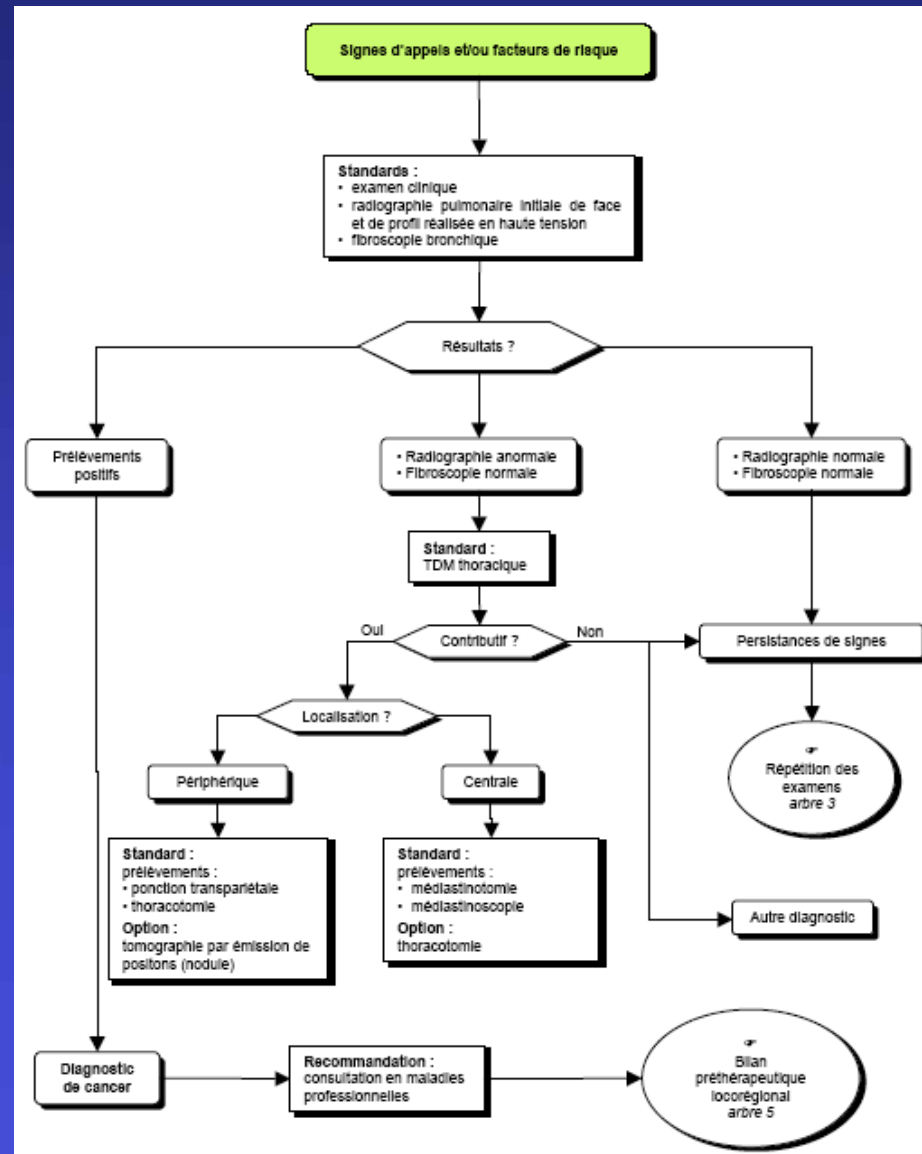 Signes d'appels et/ou facteurs de risque
Standards :
• examen clinique
• radiographie pulmonaire initiale de face
et de profil réalisée en haute tension
• fibroscopie bronchique
Résultats ?
Prélèvements
positifs
• Radiographie anormale
• Fibroscopie normale
• Radiographie normale
• Fibroscopie normale
Standard :
TDM thoracique
Oui
Contributif ?
Non
Persistances de signes
Localisation ?
Périphérique
Centrale
☞
Répétition des
examens
arbre 3
Standard :
prélèvements :
• ponction transpariétale
• thoracotomie
Option :
tomographie par émission de
positons (nodule)
Standard :
prélèvements :
• médiastinotomie
• médiastinoscopie
Option :
thoracotomie
Autre diagnostic
Diagnostic
de cancer
Recommandation :
consultation en maladies
professionnelles
☞
Bilan
préthérapeutique
locorégional
arbre 5